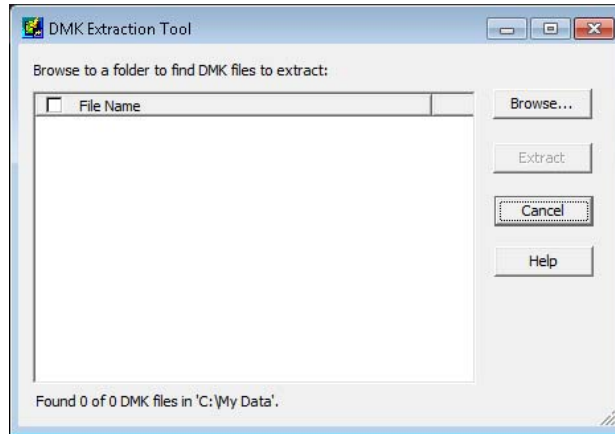 DMK Extraction Tool
Browse to a folder to find DMK files to extract:
File Name
Browse...
Extract
Cancel
Help
Found 0 of 0 DMK files in 'C:\My Data'.